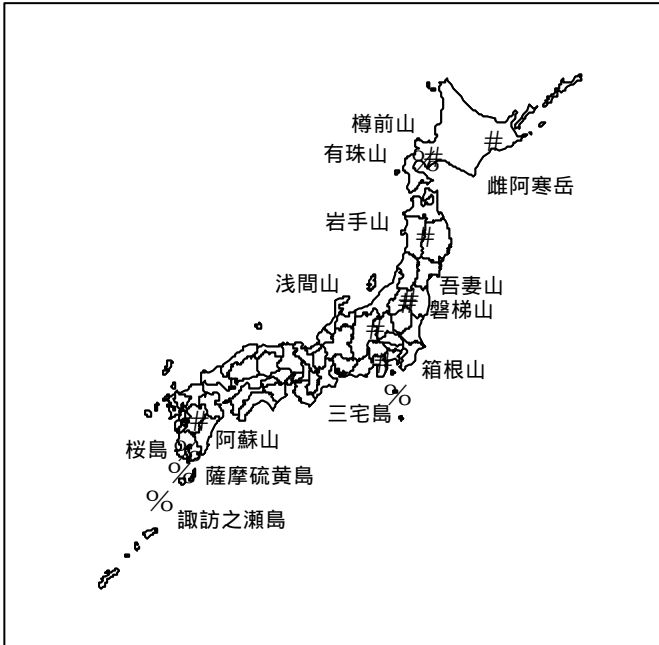 樽前山
#
有珠山
%
#
雌阿寒岳
岩手山
#
浅間山
吾妻山
#
磐梯山
#
#
箱根山
%
三宅島
#
阿蘇山
桜島
%
%
薩摩硫黄島
%
諏訪之瀬島